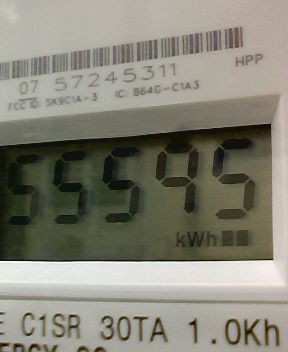 07 57245311
HPP
FCC ID: SK9C1A-3 IC: 864G-C1A3
55595
kWh
E C1SR 30TA 1.0Kh